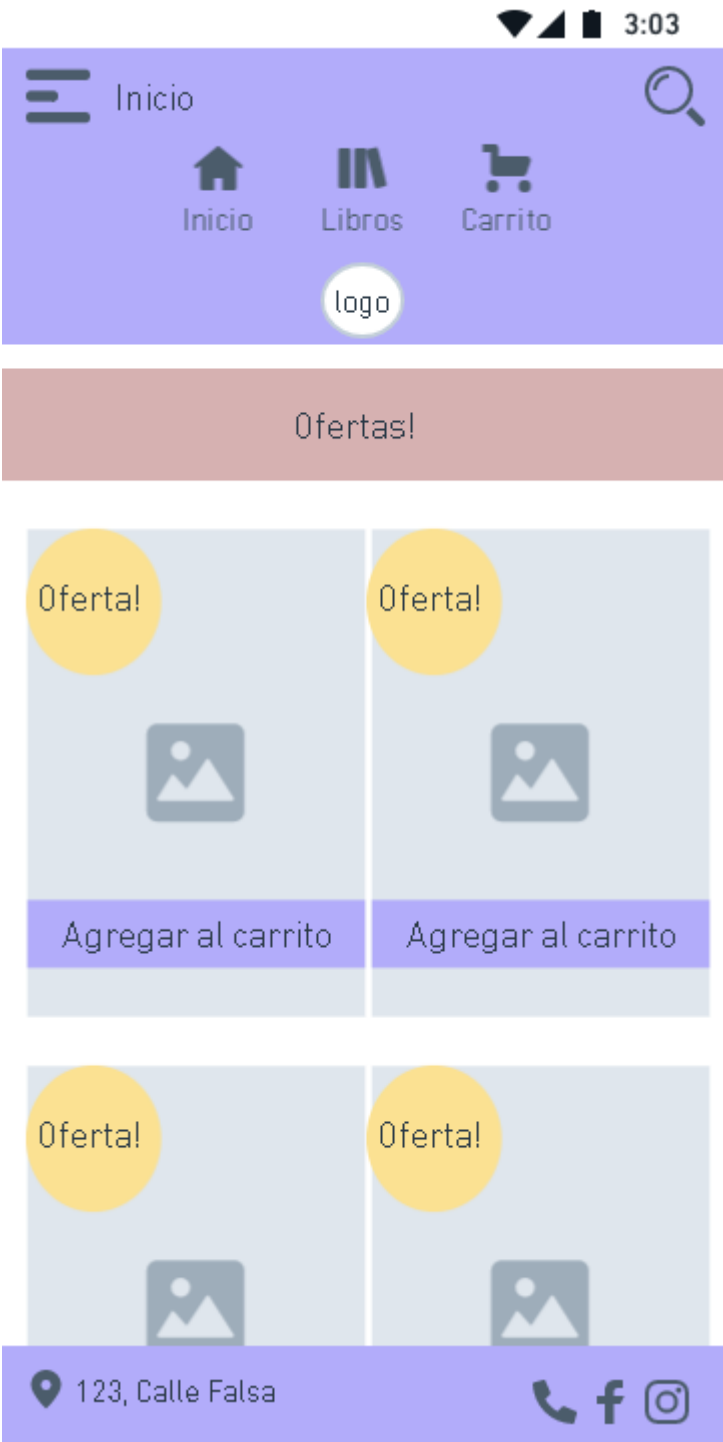 3:03
Inicio
Inicio Libros Carrito
logo
Ofertas!
Oferta! Oferta!
Agregar al carrito Agregar al carrito
Oferta! Oferta!
123, Calle Falsa